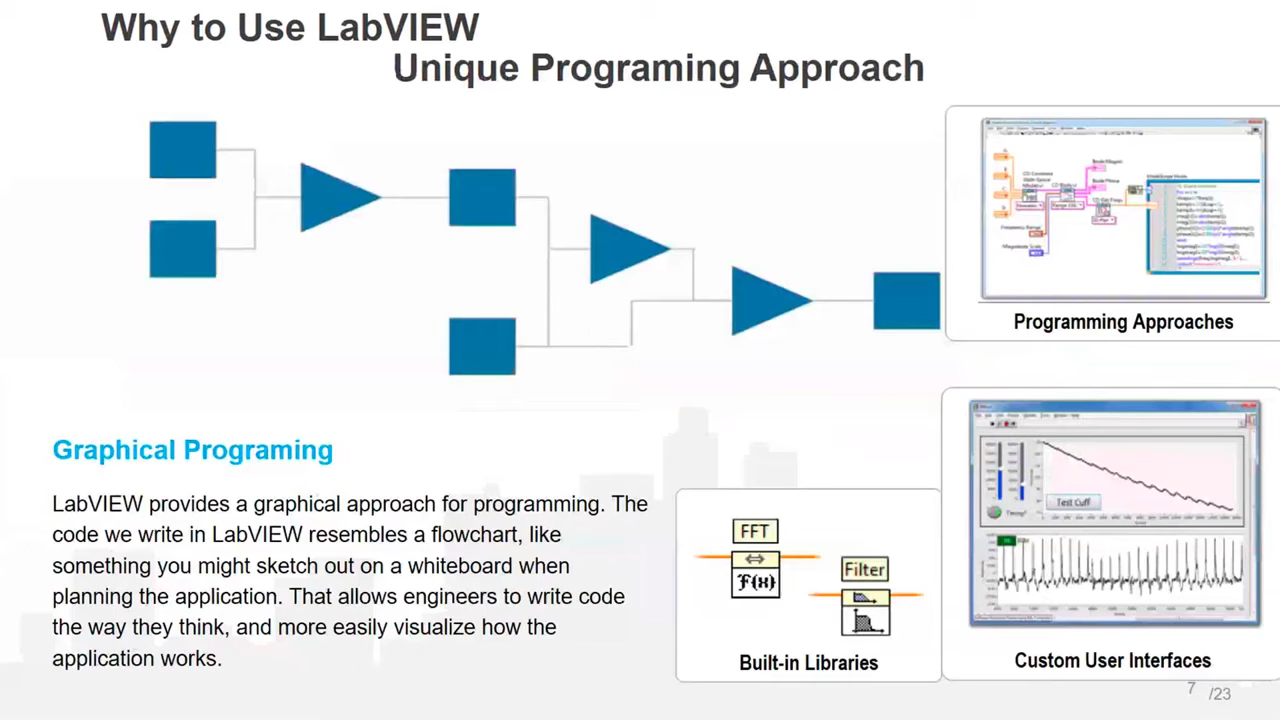 Why to Use LabVIEW
Unique Programing Approach
Programming Approaches
Graphical Programing
LabVIEW provides a graphical approach for programming. The
code we write in LabVIEW resembles a flowchart, like
something you might sketch out on a whiteboard when
planning the application. That allows engineers to write code
the way they think, and more easily visualize how the
application works.
FFT
F(x)
Filter
Built-in Libraries
Test Cuff
Custom User Interfaces
7 /23